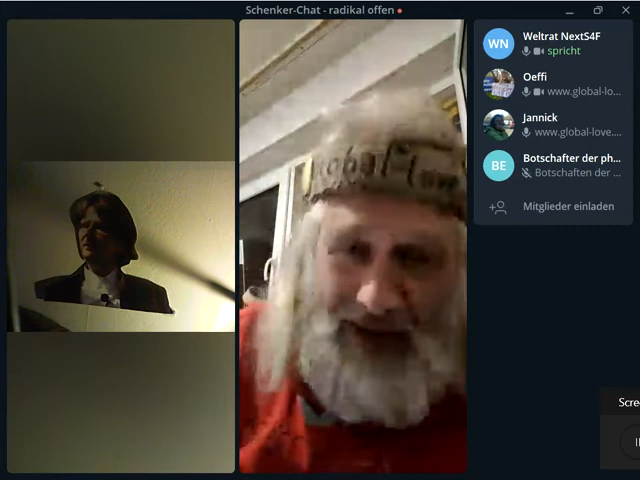 Schenker-Chat - radikal offen
WN
Weltrat NextS4F
spricht
Oeffi
www.global-lo...
Jannick
www.global-love....
BE
Botschafter der ph...
Botschaften der ...
Mitglieder einladen
Scre